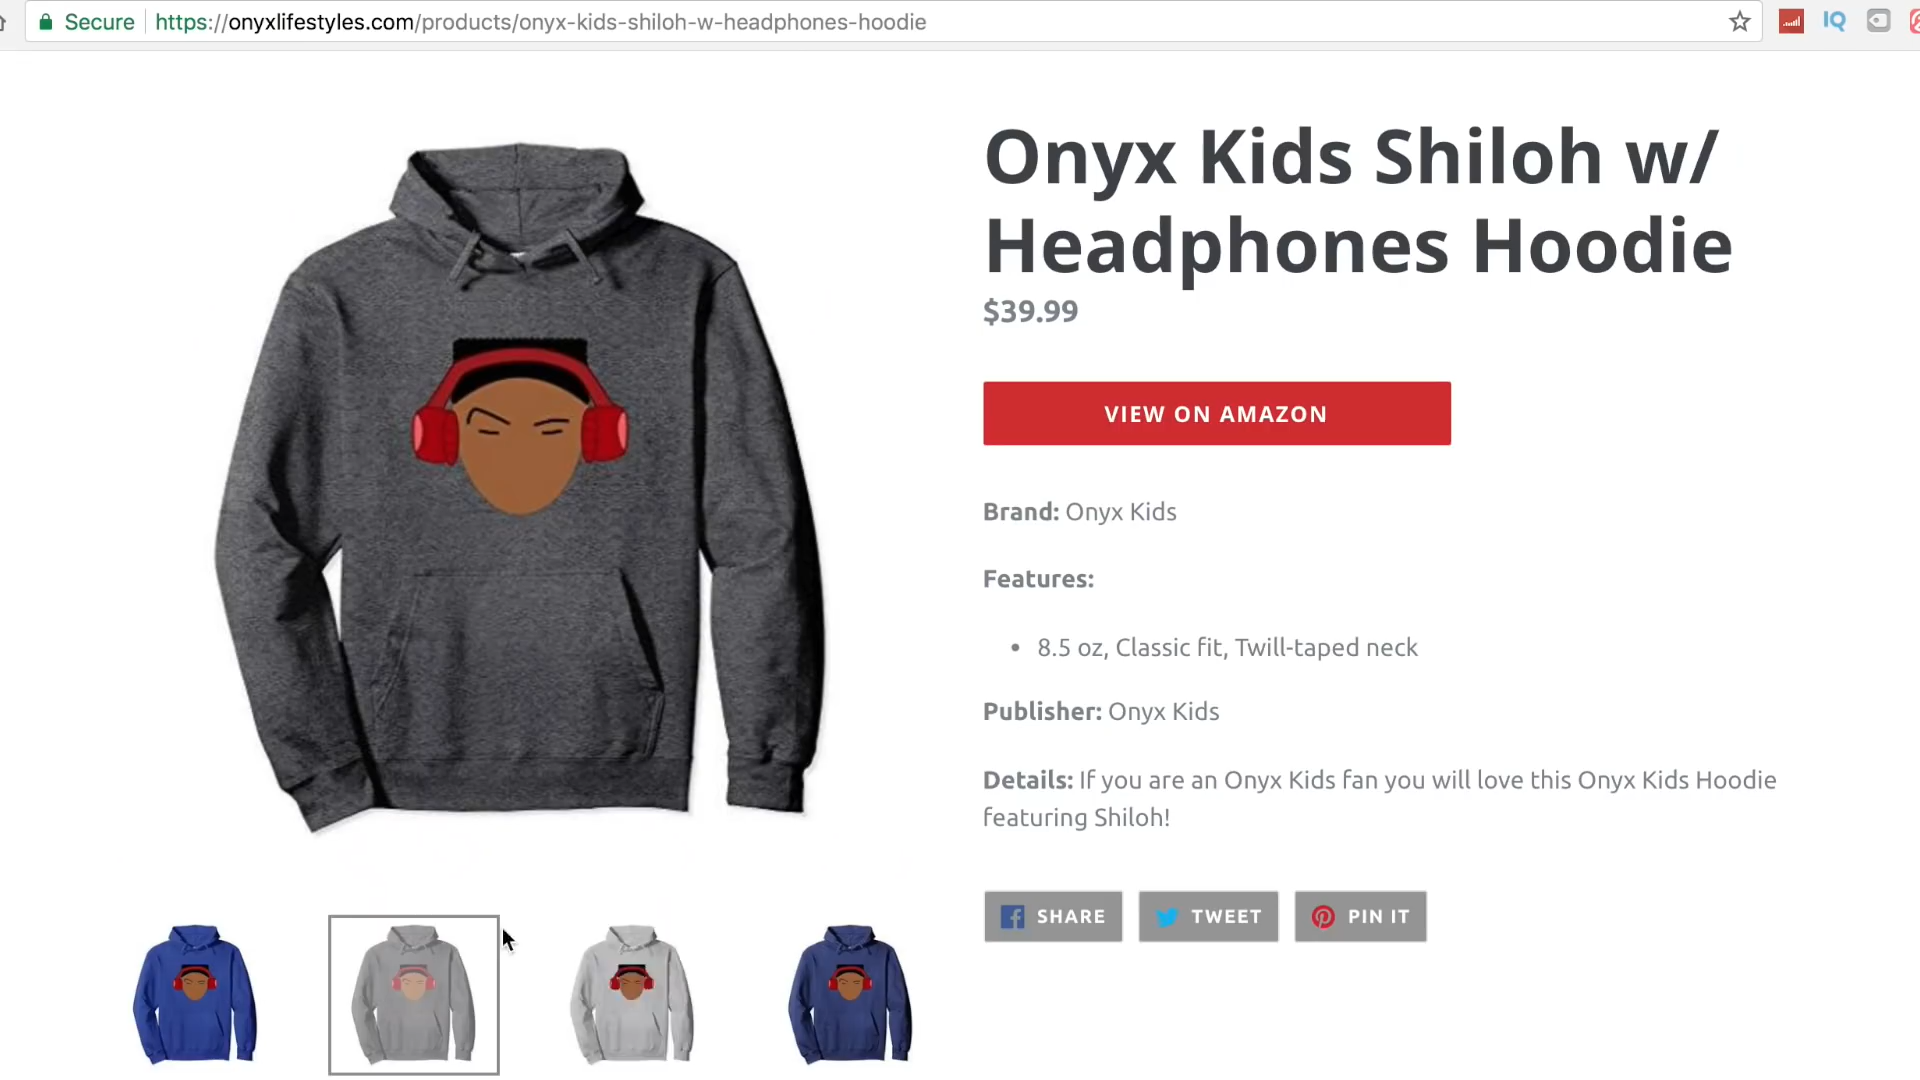 Secure
https://onyxlifestyles.com/products/onyx-kids-shiloh-w-headphones-hoodie
IQ
Onyx Kids Shiloh w/
Headphones Hoodie
$39.99
VIEW ON AMAZON
Brand: Onyx Kids
Features:
• 8.5 oz, Classic fit, Twill-taped neck
Publisher: Onyx Kids
Details: If you are an Onyx Kids fan you will love this Onyx Kids Hoodie
featuring Shiloh!
SHARE
TWEET
PIN IT